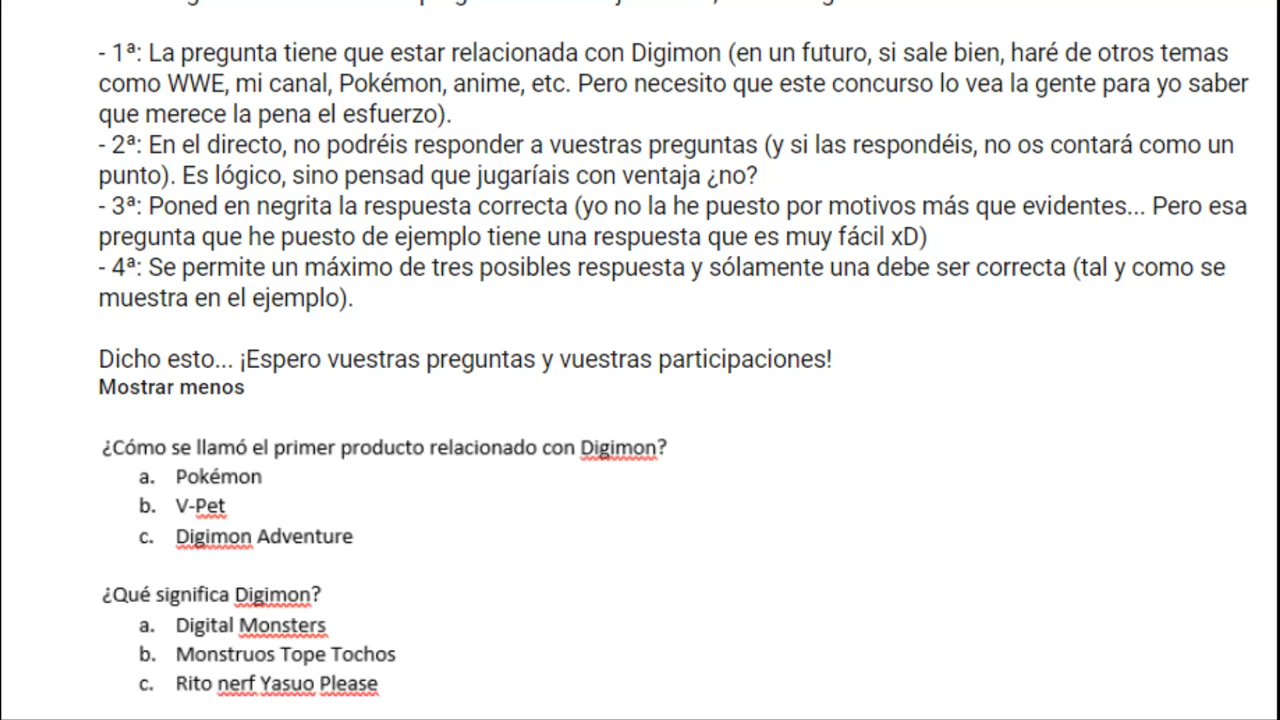 - 1ª: La pregunta tiene que estar relacionada con Digimon (en un futuro, si sale bien, haré de otros temas
como WWE, mi canal, Pokémon, anime, etc. Pero necesito que este concurso lo vea la gente para yo saber
que merece la pena el esfuerzo).
- 2ª: En el directo, no podréis responder a vuestras preguntas (y si las respondéis, no os contará como un
punto). Es lógico, sino pensad que jugaríais con ventaja ¿no?
- 3ª: Poned en negrita la respuesta correcta (yo no la he puesto por motivos más que evidentes... Pero esa
pregunta que he puesto de ejemplo tiene una respuesta que es muy fácil xD)
- 4ª: Se permite un máximo de tres posibles respuesta y sólamente una debe ser correcta (tal y como se
muestra en el ejemplo).
Dicho esto... ¡Espero vuestras preguntas y vuestras participaciones!
Mostrar menos
¿Cómo se llamó el primer producto relacionado con Digimon?
a. Pokémon
b. V-Pet
c. Digimon Adventure
¿Qué significa Digimon?
a. Digital Monsters
b. Monstruos Tope Tochos
c. Rito nerf Yasuo Please